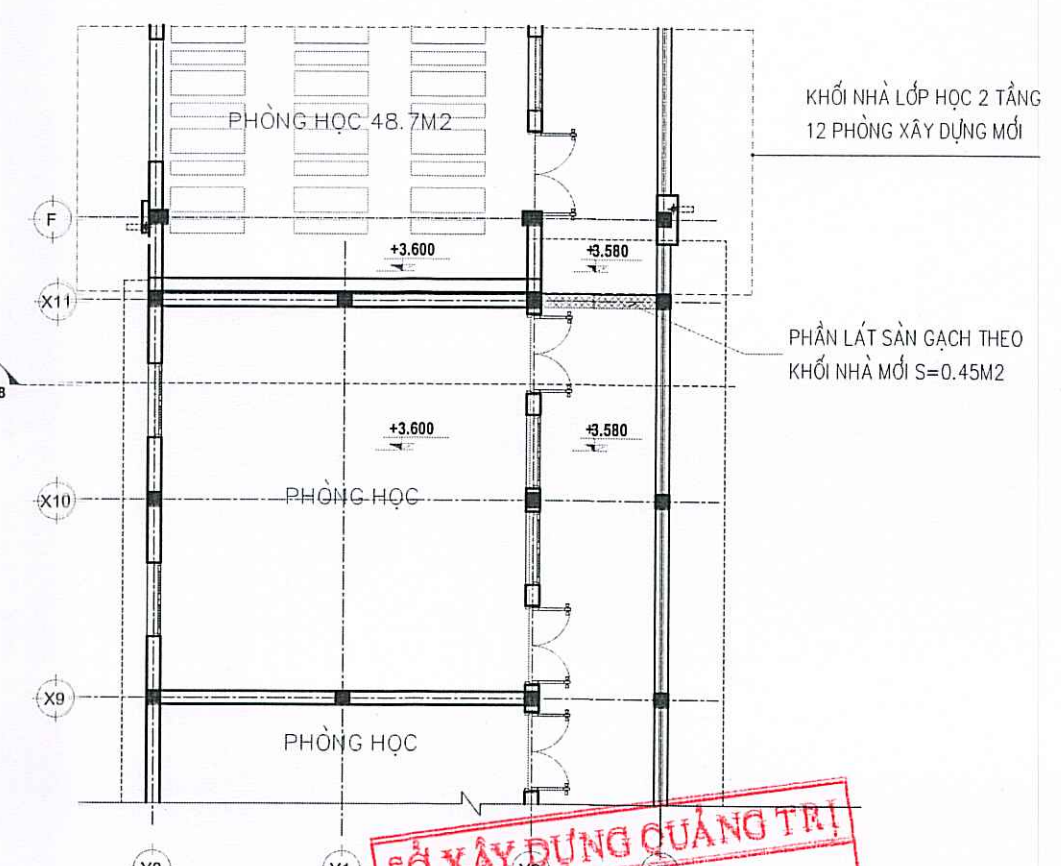 KHỐI NHÀ LỚP HỌC 2 TẦNG
12 PHÒNG XÂY DỰNG MỚI
PHÒNG HỌC 48.7M2
F
+3.600
+3.580
X11
PHẦN LÁT SÀN GẠCH THEO
KHỐI NHÀ MỚI S=0.45M2
8
+3.600
+3.580
X10
PHÒNG HỌC
X9
PHÒNG HỌC
SỞ XÂY DỰNG QUẢNG TRỊ